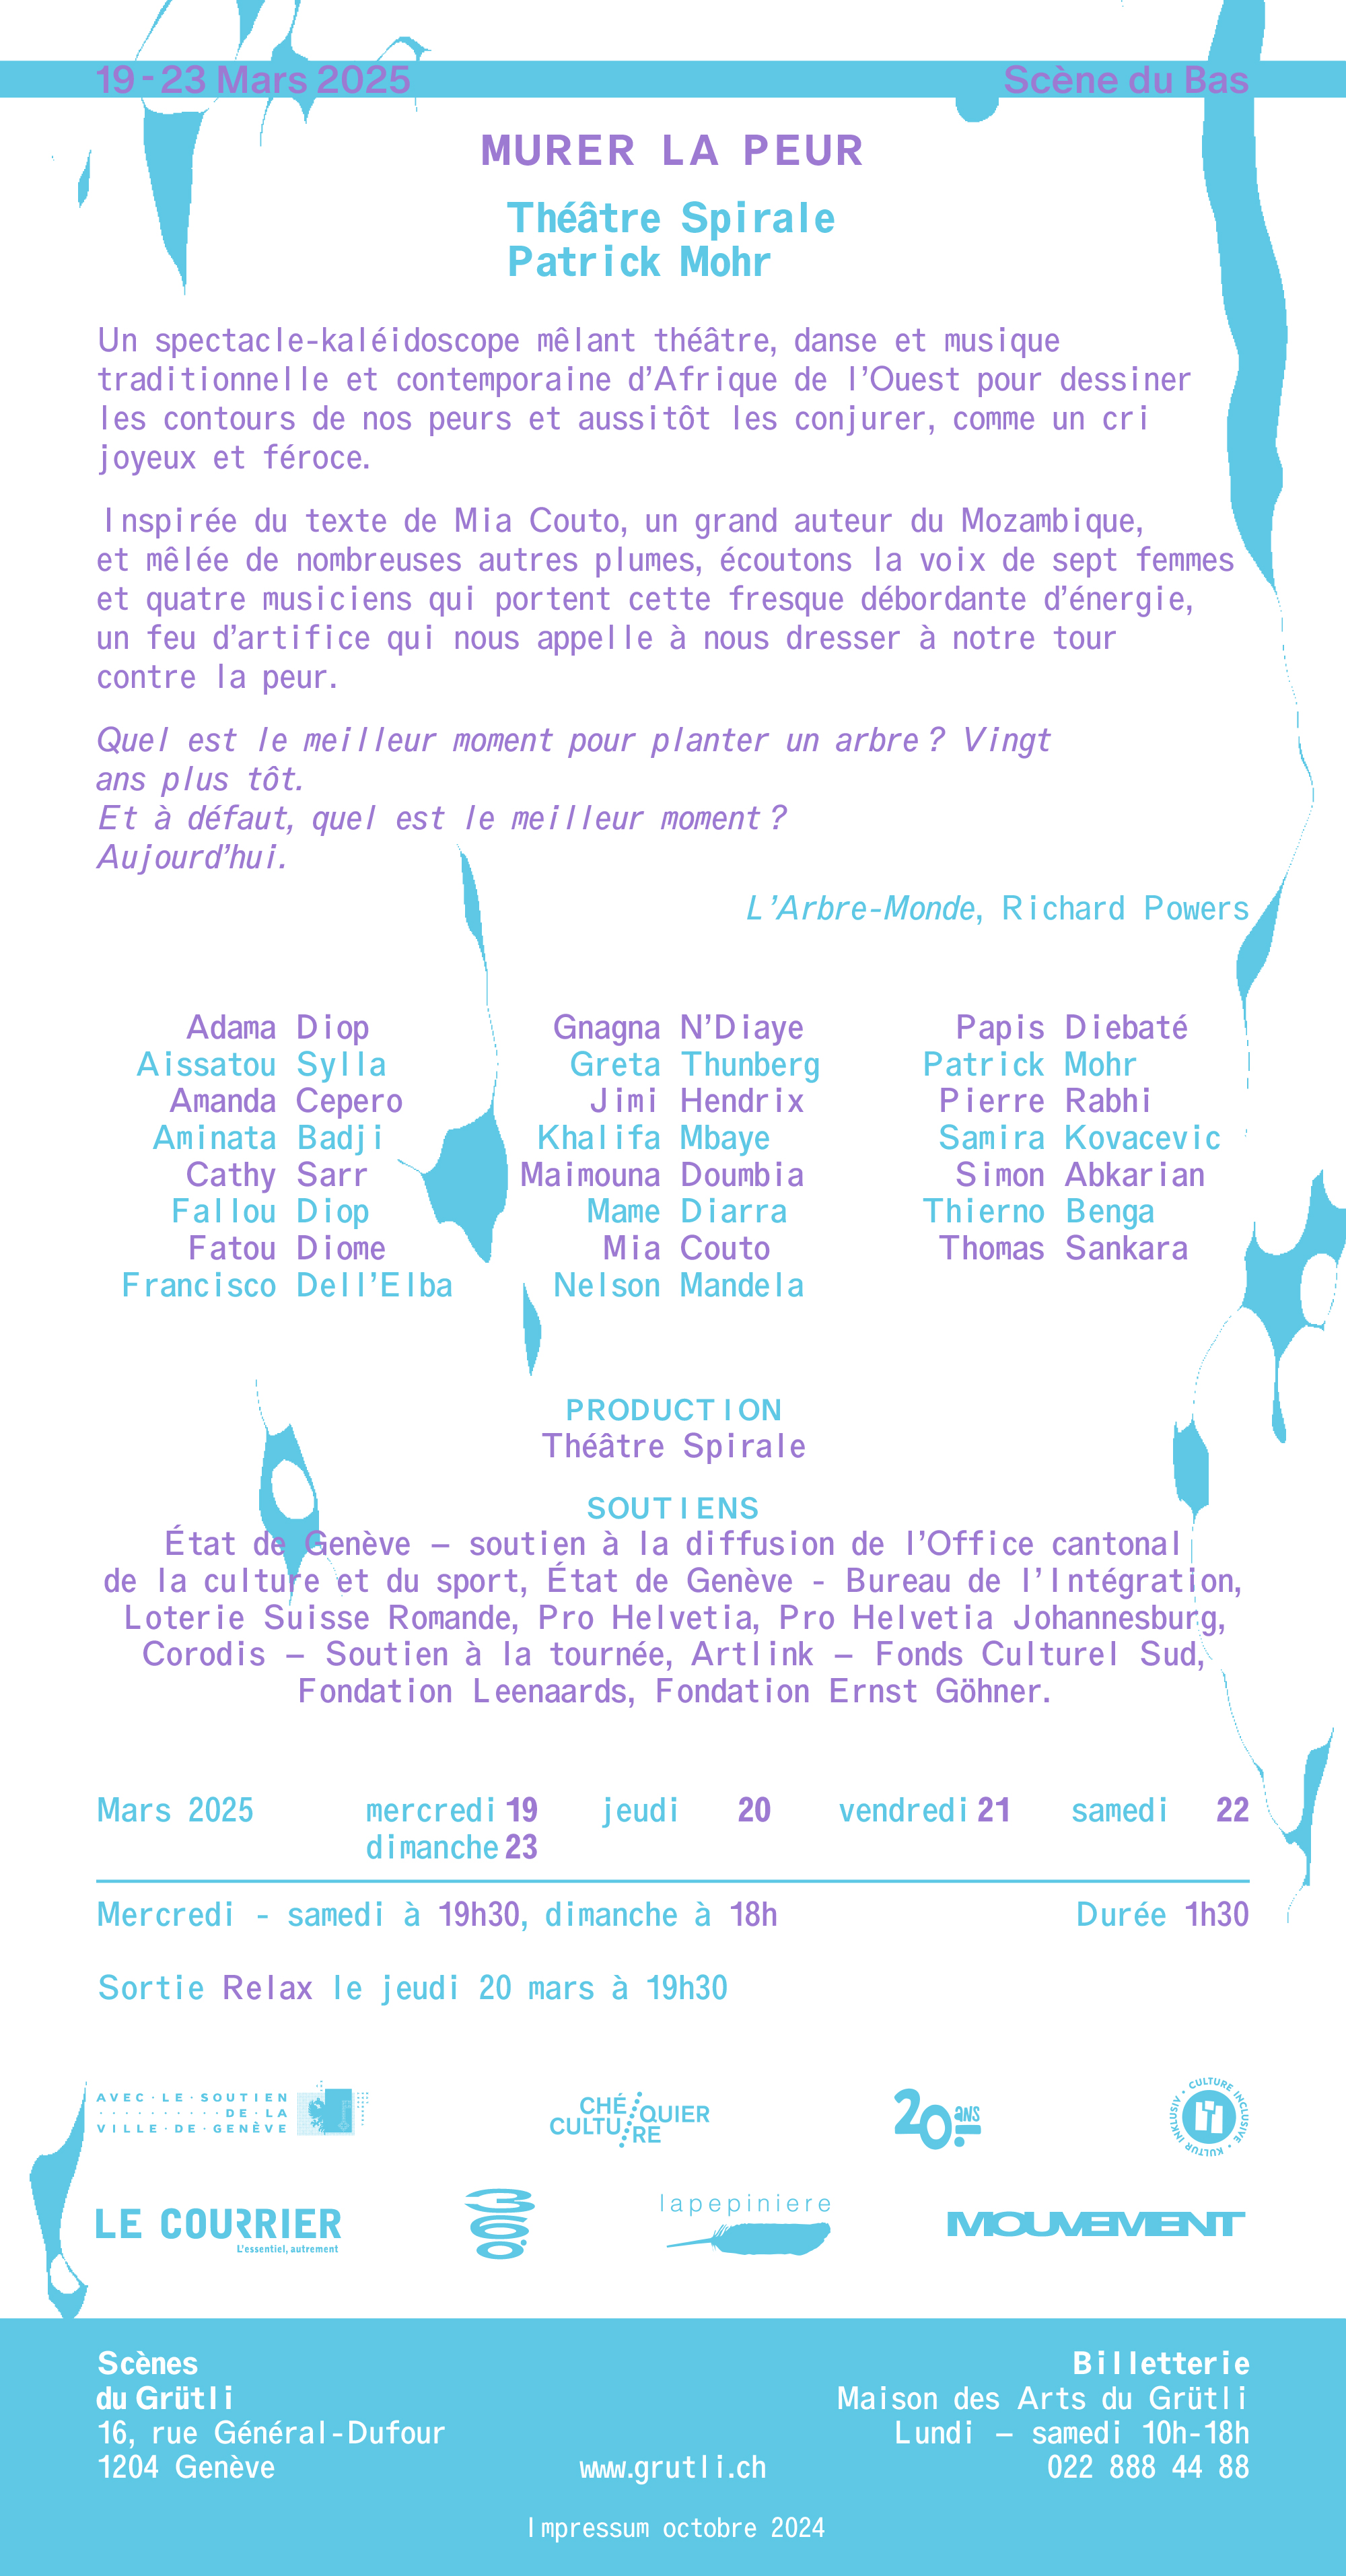 19-23 Mars 2025
Scène du Bas
MURER LA PEUR
Théâtre Spirale
Patrick Mohr
Un spectacle-kaléidoscope mêlant théâtre, danse et musique
traditionnelle et contemporaine d’Afrique de l’Ouest pour dessiner
les contours de nos peurs et aussitôt les conjurer, comme un cri
joyeux et féroce.
Inspirée du texte de Mia Couto, un grand auteur du Mozambique,
et mêlée de nombreuses autres plumes, écoutons la voix de sept femmes
et quatre musiciens qui portent cette fresque débordante d’énergie,
un feu d’artifice qui nous appelle à nous dresser à notre tour
contre la peur.
Quel est le meilleur moment pour planter un arbre ? Vingt
ans plus tôt.
Et à défaut, quel est le meilleur moment ?
Aujourd’hui.
L’Arbre-Monde, Richard Powers
Adama Diop
Aissatou Sylla
Amanda Cepero
Aminata Badji
Cathy Sarr
Fallou Diop
Fatou Diome
Francisco Dell’Elba
Gnagna N’Diaye
Greta Thunberg
Jimi Hendrix
Khalifa Mbaye
Maimouna Doumbia
Mame Diarra
Mia Couto
Nelson Mandela
Papis Diebaté
Patrick Mohr
Pierre Rabhi
Samira Kovacevic
Simon Abkarian
Thierno Benga
Thomas Sankara
PRODUCTION
Théâtre Spirale
SOUTIENS
État de Genève – soutien à la diffusion de l’Office cantonal
de la culture et du sport, État de Genève - Bureau de l’Intégration,
Loterie Suisse Romande, Pro Helvetia, Pro Helvetia Johannesburg,
Corodis – Soutien à la tournée, Artlink – Fonds Culturel Sud,
Fondation Leenaards, Fondation Ernst Göhner.
Mars 2025 mercredi 19 jeudi 20 vendredi 21 samedi 22
dimanche 23
Mercredi - samedi à 19h30, dimanche à 18h
Durée 1h30
Sortie Relax le jeudi 20 mars à 19h30
AVEC·LE·SOUTIEN
··········DE·LA
VILLE·DE·GENÈVE
CHÉ QUIER
CULTU RE
20 ANS
CULTURE INCLUSIVE • KULTUR INKLUSIV •
LE COURRIER
L'essentiel, autrement
300
lapepiniere
MOUVEMENT
Scènes
du Grütli
16, rue Général-Dufour
1204 Genève
www.grutli.ch
Billetterie
Maison des Arts du Grütli
Lundi – samedi 10h-18h
022 888 44 88
Impressum octobre 2024